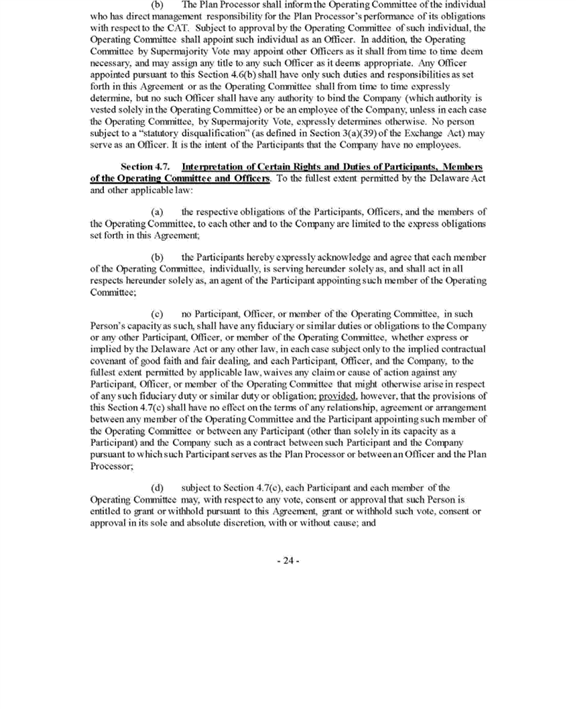 (b) The Plan Processor shall inform the Operating Committee of the individual
who has direct management responsibility for the Plan Processor's performance of its obligations
with respect to the CAT. Subject to approval by the Operating Committee of such individual, the
Operating Committee shall appoint such individual as an Officer. In addition, the Operating
Committee by Supermajority Vote may appoint other Officers as it shall from time to time deem
necessary, and may assign any title to any such Officer as it deems appropriate. Any Officer
appointed pursuant to this Section 4.6(b) shall have only such duties and responsibilities as set
forth in this Agreement or as the Operating Committee shall from time to time expressly
determine, but no such Officer shall have any authority to bind the Company (which authority is
vested solely in the Operating Committee) or be an employee of the Company, unless in each case
the Operating Committee, by Supermajority Vote, expressly determines otherwise. No person
subject to a "statutory disqualification" (as defined in Section 3(a)(39) of the Exchange Act) may
serve as an Officer. It is the intent of the Participants that the Company have no employees.
Section 4.7. Interpretation of Certain Rights and Duties of Participants, Members
of the Operating Committee and Officers. To the fullest extent permitted by the Delaware Act
and other applicable law:
(a) the respective obligations of the Participants, Officers, and the members of
the Operating Committee, to each other and to the Company are limited to the express obligations
set forth in this Agreement;
(b) the Participants hereby expressly acknowledge and agree that each member
of the Operating Committee, individually, is serving hereunder solely as, and shall act in all
respects hereunder solely as, an agent of the Participant appointing such member of the Operating
Committee;
(c) no Participant, Officer, or member of the Operating Committee, in such
Person's capacity as such, shall have any fiduciary or similar duties or obligations to the Company
or any other Participant, Officer, or member of the Operating Committee, whether express or
implied by the Delaware Act or any other law, in each case subject only to the implied contractual
covenant of good faith and fair dealing, and each Participant, Officer, and the Company, to the
fullest extent permitted by applicable law, waives any claim or cause of action against any
Participant, Officer, or member of the Operating Committee that might otherwise arise in respect
of any such fiduciary duty or similar duty or obligation; provided, however, that the provisions of
this Section 4.7(c) shall have no effect on the terms of any relationship, agreement or arrangement
between any member of the Operating Committee and the Participant appointing such member of
the Operating Committee or between any Participant (other than solely in its capacity as a
Participant) and the Company such as a contract between such Participant and the Company
pursuant to which such Participant serves as the Plan Processor or between an Officer and the Plan
Processor;
(d) subject to Section 4.7(c), each Participant and each member of the
Operating Committee may, with respect to any vote, consent or approval that such Person is
entitled to grant or withhold pursuant to this Agreement, grant or withhold such vote, consent or
approval in its sole and absolute discretion, with or without cause; and
- 24 -